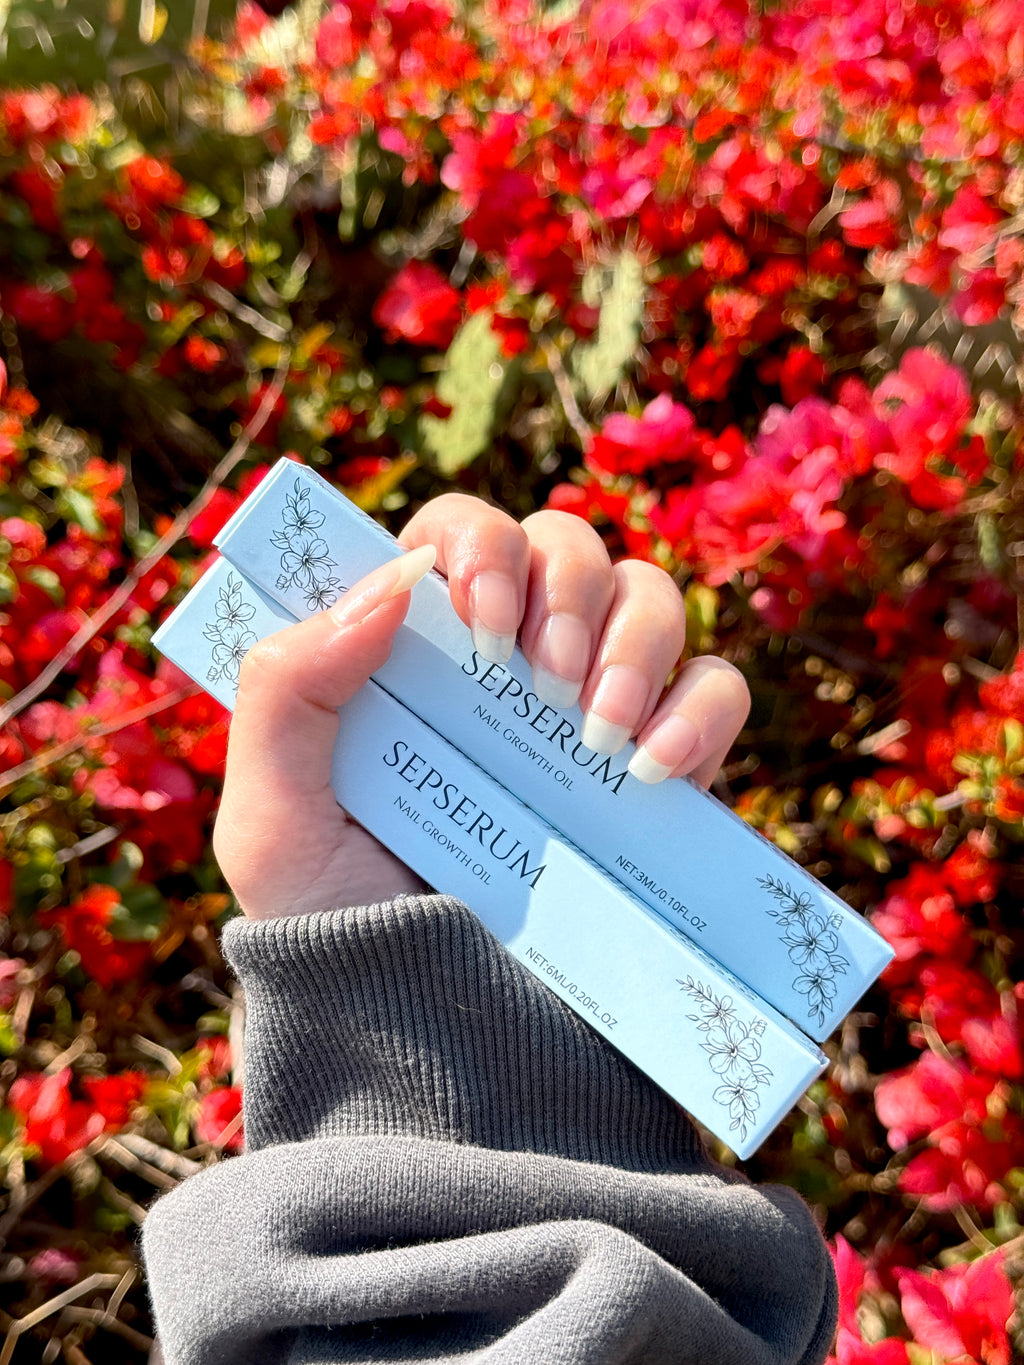 SEPSERUM
NAIL GROWTH OIL
NET:3ML/0.10FL.OZ
SEPSERUM
NAIL GROWTH OIL
NET:6ML/0.20FL.OZ